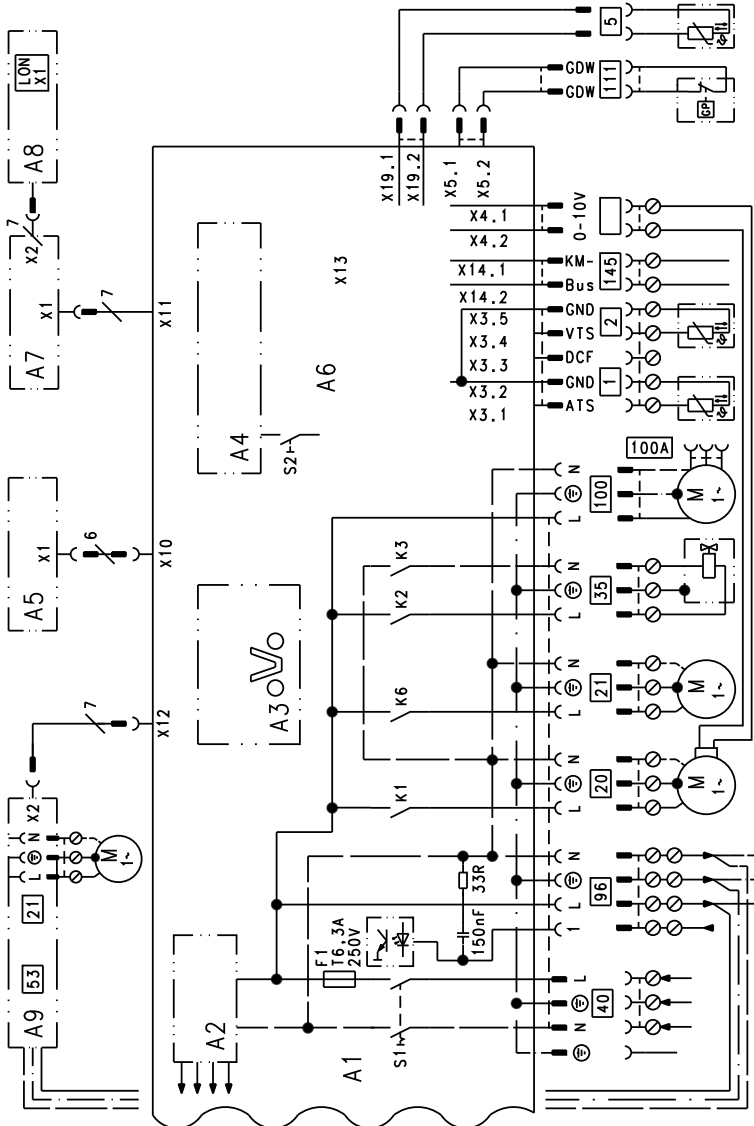 LON
X1
A8
X2
7
A7
X1
7
X11
A5
X1
6
X10
7
X12
X2
N
L
M
1~
21
53
A9
5
GDW
GDW
111
GP
X19.1
X19.2
X5.1
X5.2
X13
A6
A4
S2
X4.1
X4.2
0-10V
X14.1
X14.2
KM-
Bus
145
X3.5
X3.4
X3.3
X3.2
X3.1
GND
VTS
DCF
GND
ATS
2
1
100A
N
L
100
M
1~
K3
K2
N
L
35
A3
K6
N
L
21
M
1~
K1
N
L
20
M
1~
N
L
1
96
33R
150nF
F1
T6,3A
250V
A2
A1
S1
L
N
40